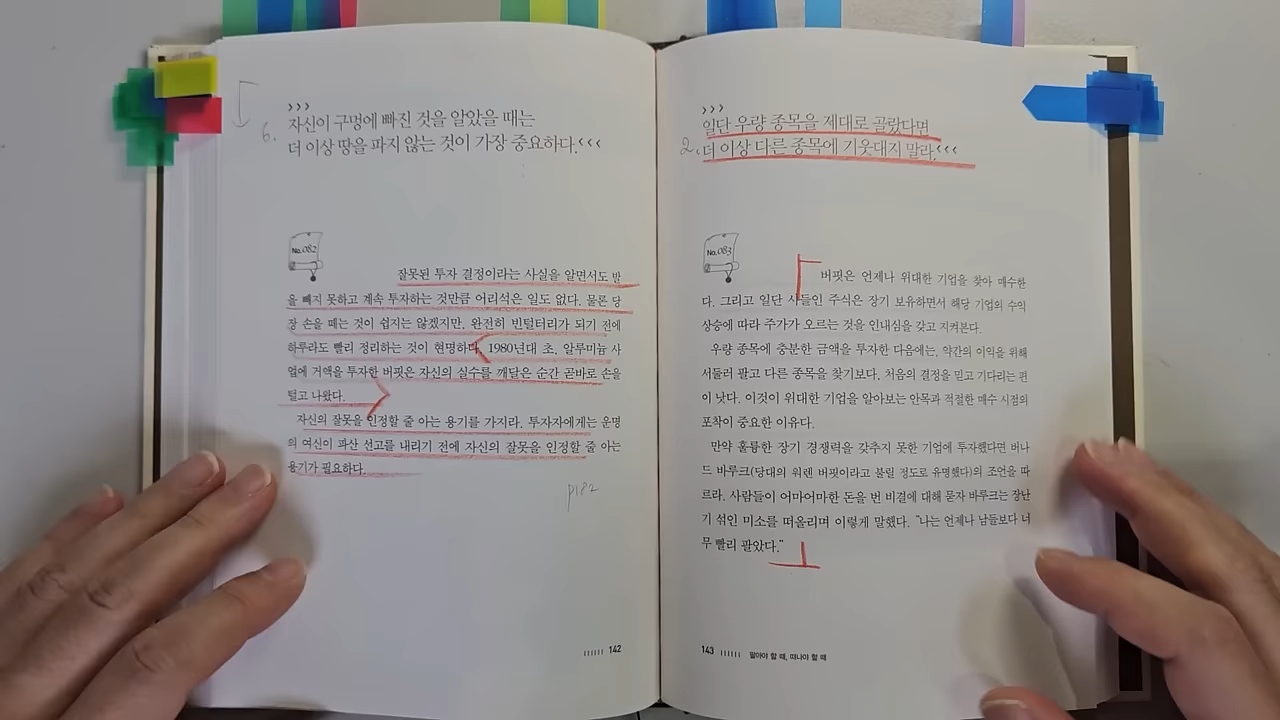 6.
>>>
자신이 구멍에 빠진 것을 알았을 때는
더 이상 땅을 파지 않는 것이 가장 중요하다.<<<
No.082
잘못된 투자 결정이라는 사실을 알면서도 발
을 빼지 못하고 계속 투자하는 것만큼 어리석은 일도 없다. 물론 당
장 손을 떼는 것이 쉽지는 않겠지만, 완전히 빈털터리가 되기 전에
하루라도 빨리 정리하는 것이 현명하다. 1980년대 초, 알루미늄 사
업에 거액을 투자한 버핏은 자신의 실수를 깨달은 순간 곧바로 손을
털고 나왔다.
자신의 잘못을 인정할 줄 아는 용기를 가지라. 투자자에게는 운명
의 여신이 파산 선고를 내리기 전에 자신의 잘못을 인정할 줄 아는
용기가 필요하다.
p182
142
>>>
일단 우량 종목을 제대로 골랐다면
2.
더 이상 다른 종목에 기웃대지 말라.<<<
No.083
버핏은 언제나 위대한 기업을 찾아 매수한
다. 그리고 일단 사들인 주식은 장기 보유하면서 해당 기업의 수익
상승에 따라 주가가 오르는 것을 인내심을 갖고 지켜본다.
우량 종목에 충분한 금액을 투자한 다음에는, 약간의 이익을 위해
서둘러 팔고 다른 종목을 찾기보다, 처음의 결정을 믿고 기다리는 편
이 낫다. 이것이 위대한 기업을 알아보는 안목과 적절한 매수 시점의
포착이 중요한 이유다.
만약 훌륭한 장기 경쟁력을 갖추지 못한 기업에 투자했다면 버나
드 바루크(당대의 워렌 버핏이라고 불릴 정도로 유명했다)의 조언을 따
르라. 사람들이 어마어마한 돈을 번 비결에 대해 묻자 바루크는 장난
기 섞인 미소를 떠올리며 이렇게 말했다. "나는 언제나 남들보다 너
무 빨리 팔았다."
143
팔아야 할 때, 떠나야 할 때